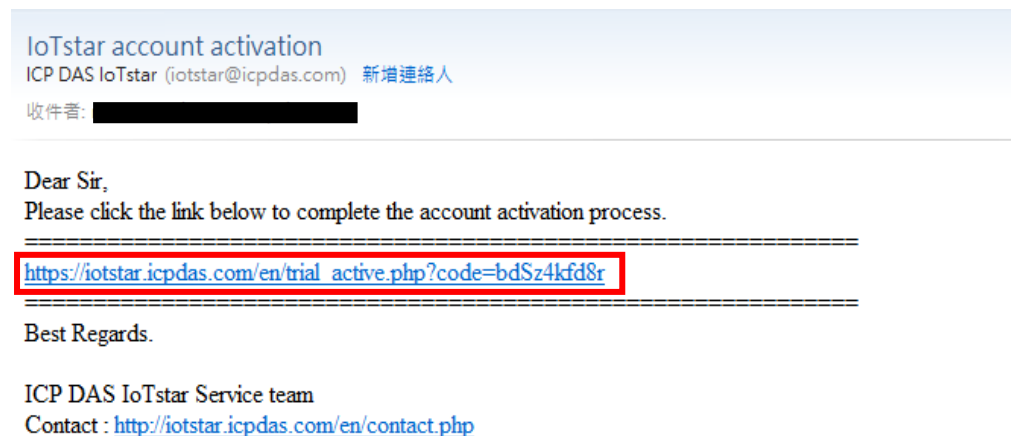 IoTstar account activation
ICP DAS IoTstar (iotstar@icpdas.com) 新增連絡人
收件者:
Dear Sir,
Please click the link below to complete the account activation process.
=============================================================
https://iotstar.icpdas.com/en/trial_active.php?code=bdSz4kfd8r
=============================================================
Best Regards.
ICP DAS IoTstar Service team
Contact : http://iotstar.icpdas.com/en/contact.php